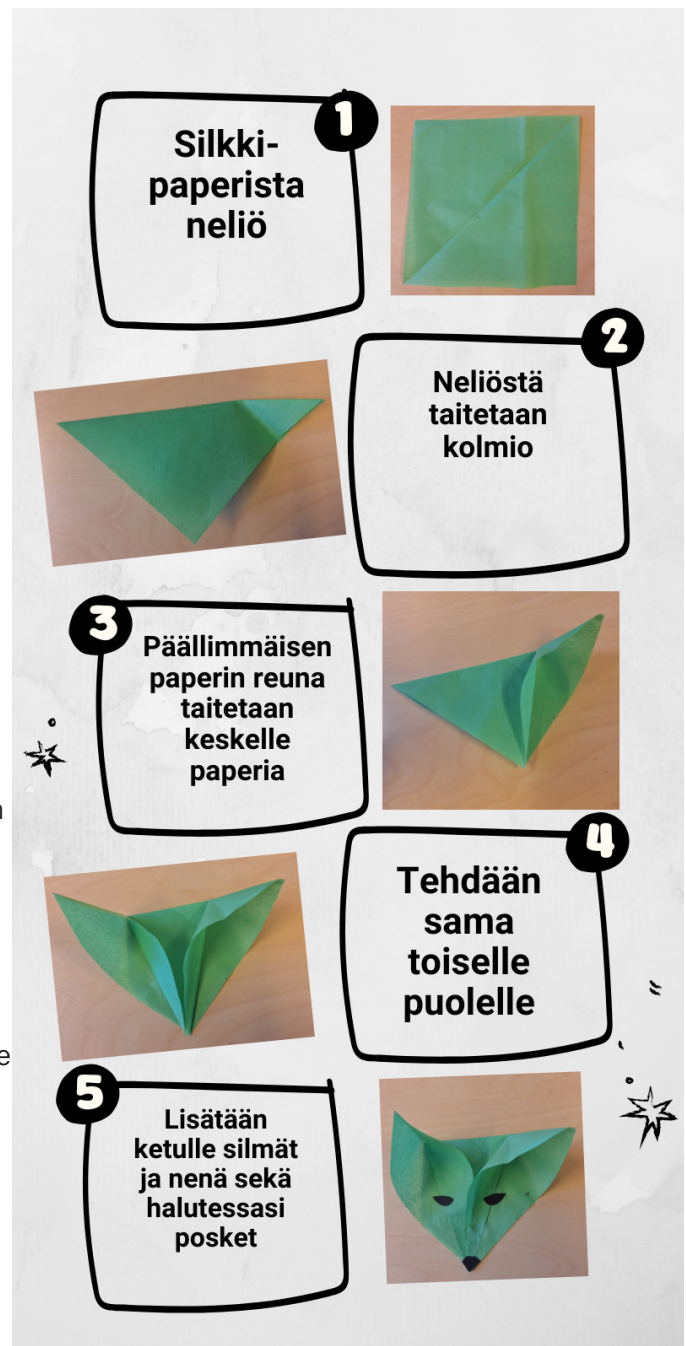 1
Silkki-
paperista
neliö
2
Neliöstä
taitetaan
kolmio
3
Päällimmäisen
paperin reuna
taitetaan
keskelle
paperia
4
Tehdään
sama
toiselle
puolelle
5
Lisätään
ketulle silmät
ja nenä sekä
halutessasi
posket